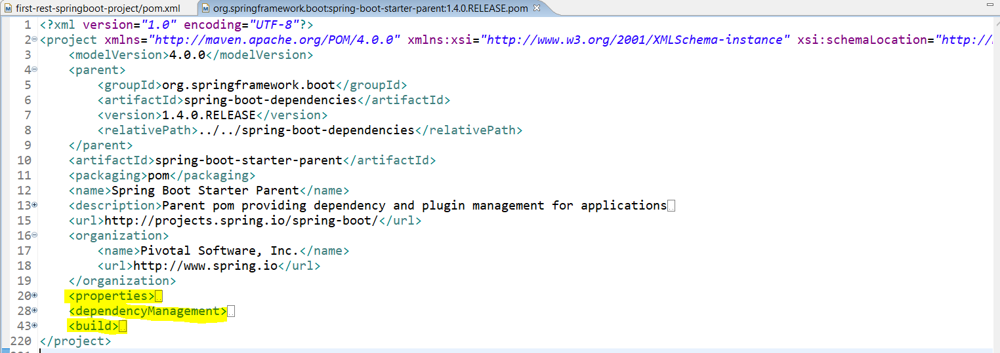 first-rest-springboot-project/pom.xml
org.springframework.boot:spring-boot-starter-parent:1.4.0.RELEASE.pom
1 <?xml version="1.0" encoding="UTF-8"?>
2 <project xmlns="http://maven.apache.org/POM/4.0.0" xmlns:xsi="http://www.w3.org/2001/XMLSchema-instance" xsi:schemaLocation="http://
3 <modelVersion>4.0.0</modelVersion>
4 <parent>
5 <groupId>org.springframework.boot</groupId>
6 <artifactId>spring-boot-dependencies</artifactId>
7 <version>1.4.0.RELEASE</version>
8 <relativePath>../../spring-boot-dependencies</relativePath>
9 </parent>
10 <artifactId>spring-boot-starter-parent</artifactId>
11 <packaging>pom</packaging>
12 <name>Spring Boot Starter Parent</name>
13 <description>Parent pom providing dependency and plugin management for applications
15 <url>http://projects.spring.io/spring-boot/</url>
16 <organization>
17 <name>Pivotal Software, Inc.</name>
18 <url>http://www.spring.io</url>
19 </organization>
20 <properties>
28 <dependencyManagement>
43 <build>
220 </project>